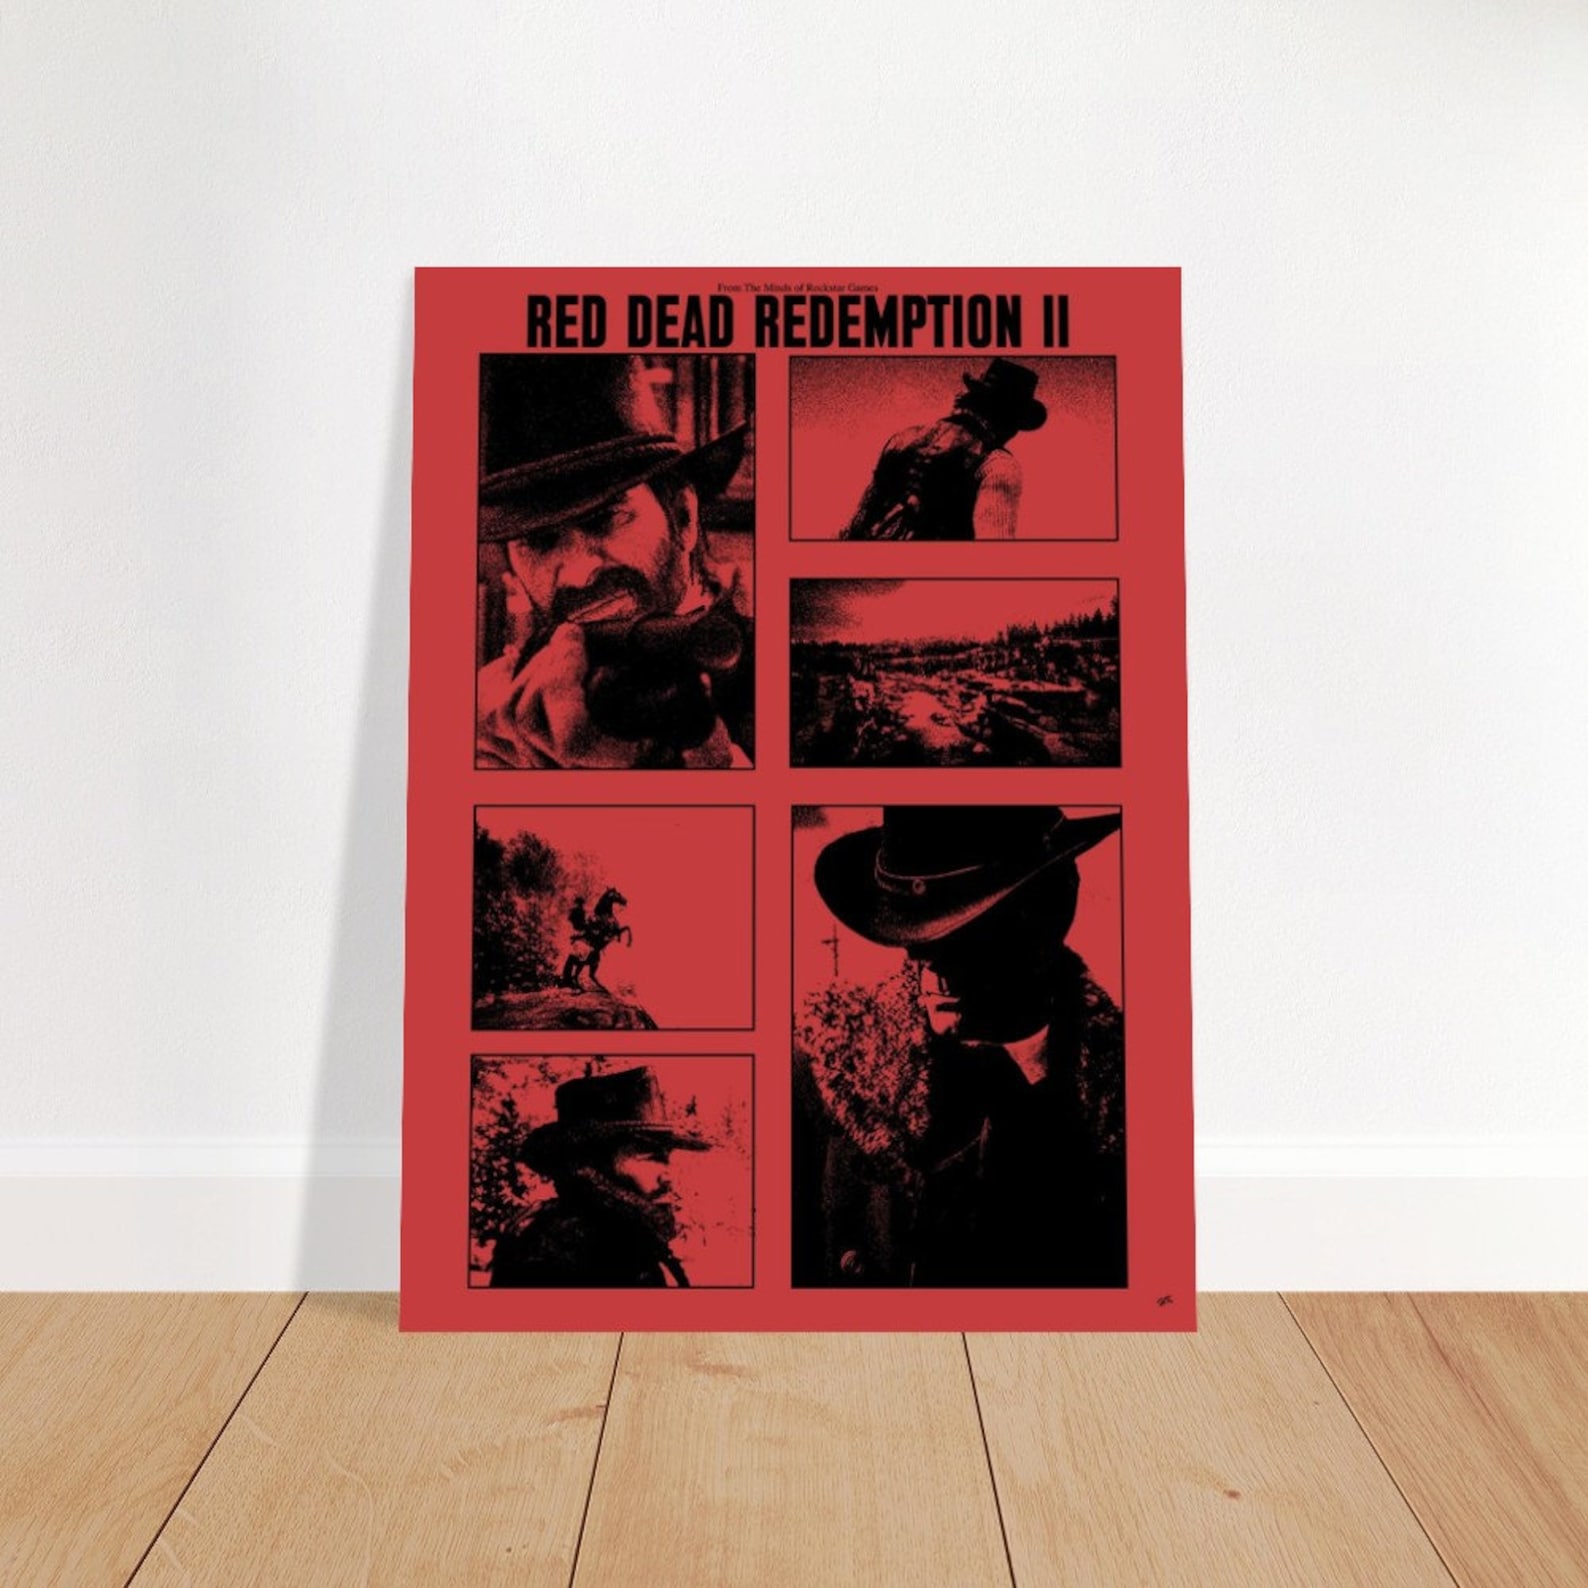 From The Minds of Rockstar Games
RED DEAD REDEMPTION II